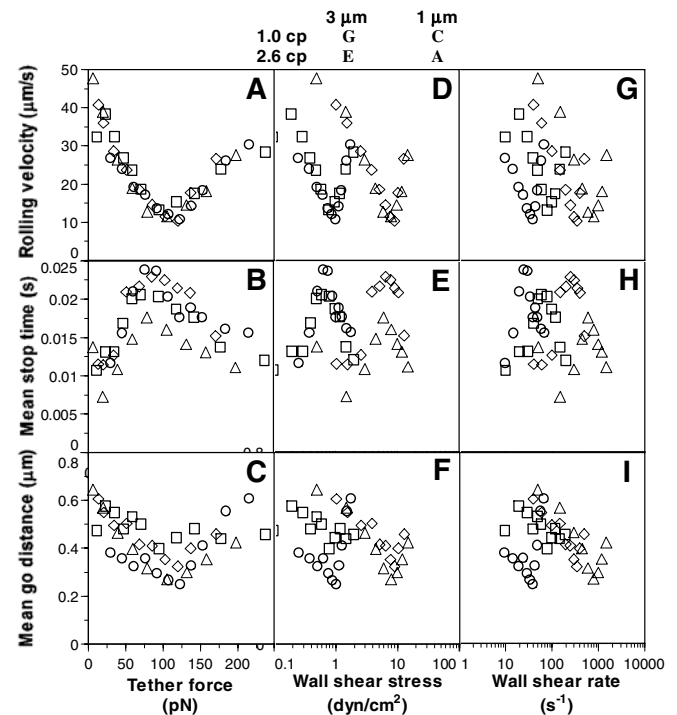 3 µm 1 µm
1.0 cp G C
2.6 cp E A
Rolling velocity (µm/s)
50
40
30
20
10
0
A
D
G
Mean stop time (s)
0.025
0.02
0.015
0.01
0.005
0
B
E
H
Mean go distance (µm)
0.8
0.6
0.4
0.2
0
C
F
I
0 50 100 150 200
0.1 1 10 100
1 10 100 1000 10000
Tether force
(pN)
Wall shear stress
(dyn/cm²)
Wall shear rate
(s⁻¹)